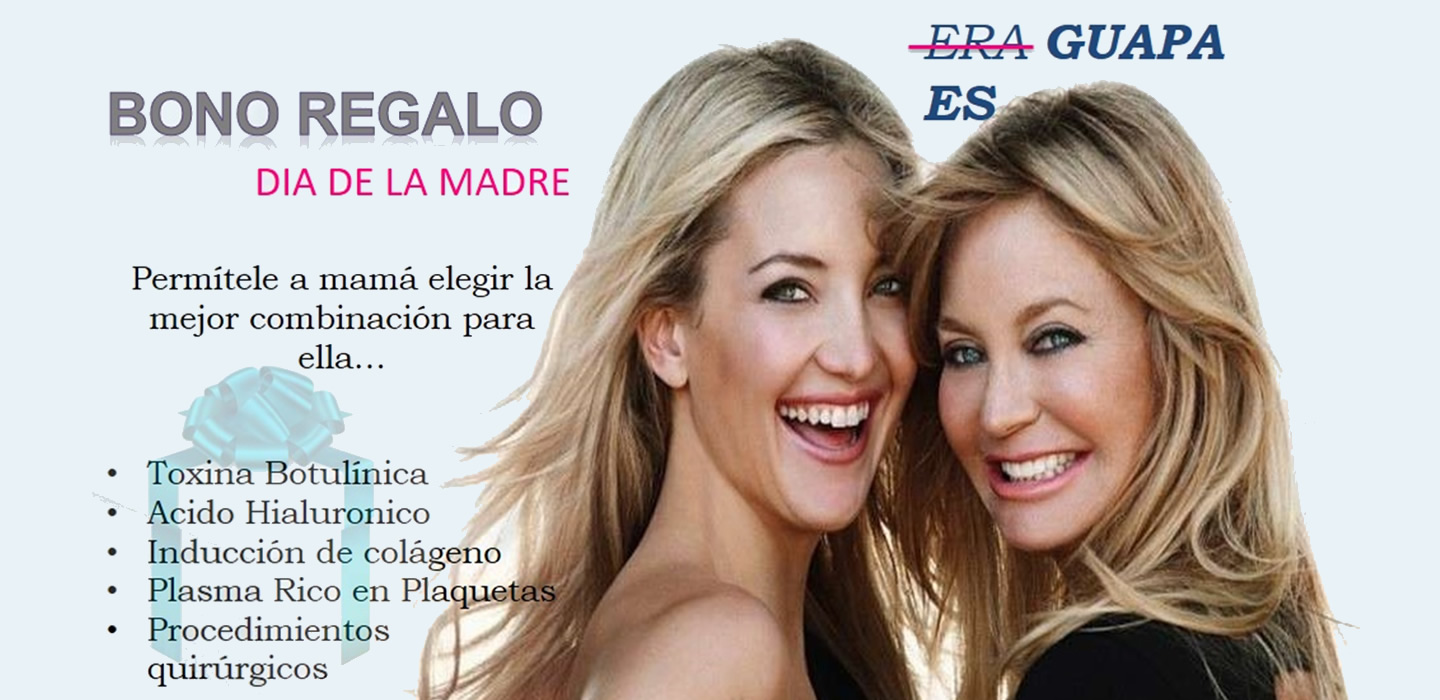 BONO REGALO
DIA DE LA MADRE
Permítele a mamá elegir la
mejor combinación para
ella...
• Toxina Botulínica
• Acido Hialuronico
• Inducción de colágeno
• Plasma Rico en Plaquetas
• Procedimientos
quirúrgicos
ERA GUAPA
ES